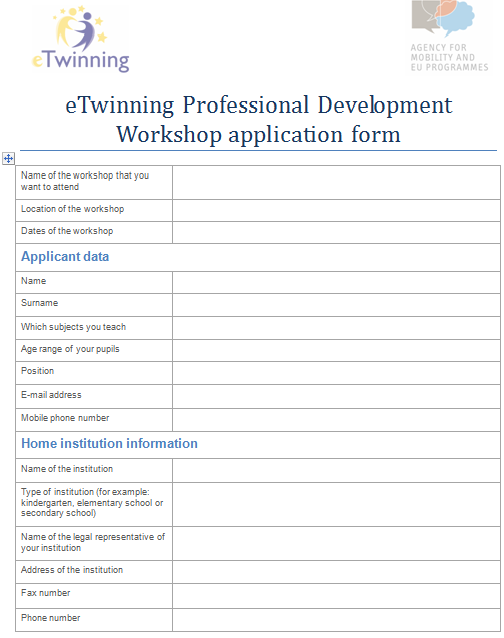 eTwinning
AGENCY FOR
MOBILITY AND
EU PROGRAMMES
eTwinning Professional Development
Workshop application form
Name of the workshop that you
want to attend
Location of the workshop
Dates of the workshop
Applicant data
Name
Surname
Which subjects you teach
Age range of your pupils
Position
E-mail address
Mobile phone number
Home institution information
Name of the institution
Type of institution (for example:
kindergarten, elementary school or
secondary school)
Name of the legal representative of
your institution
Address of the institution
Fax number
Phone number